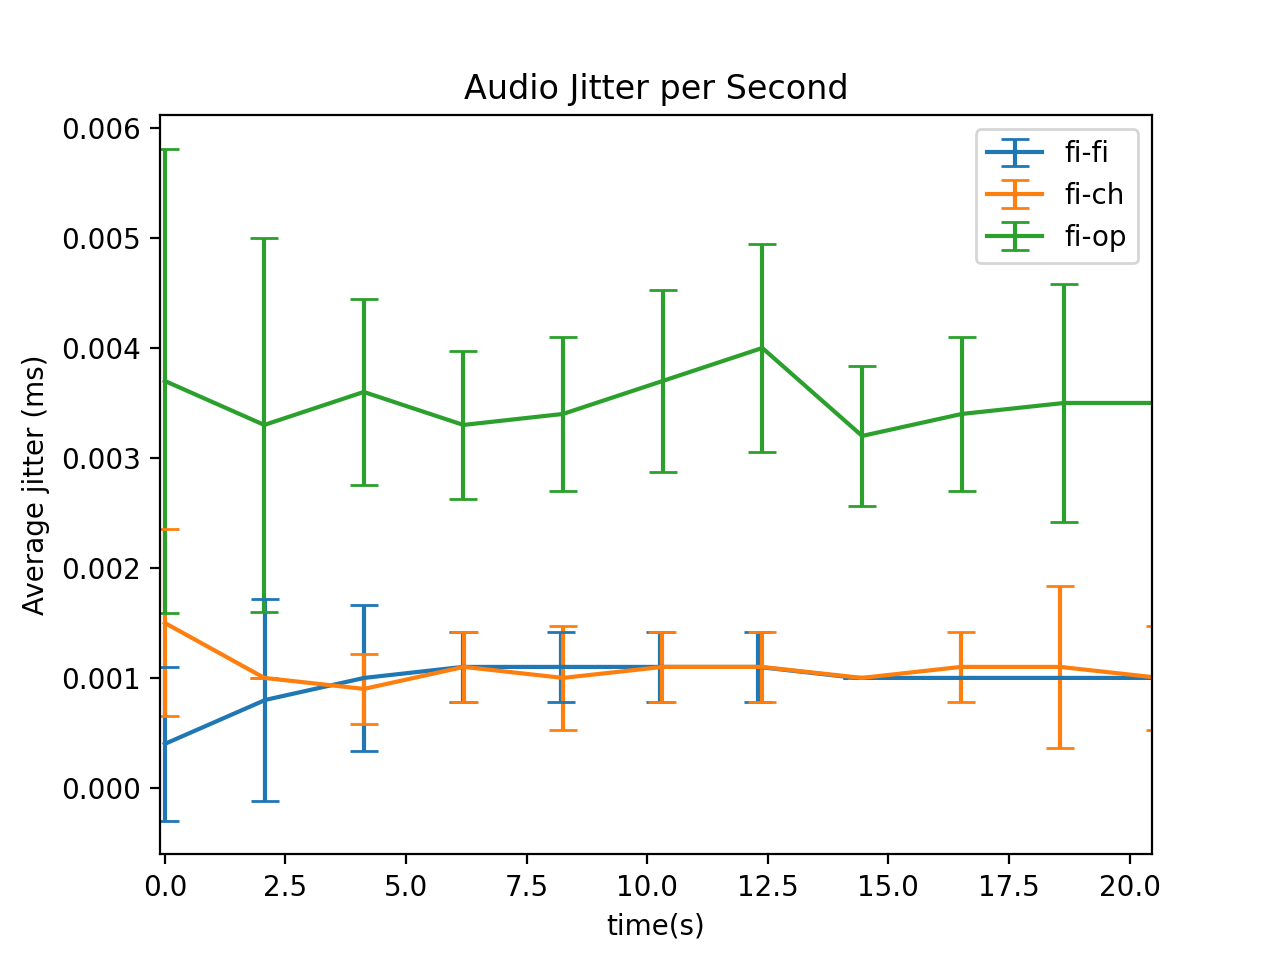 Audio Jitter per Second
fi-fi
fi-ch
fi-op
Average jitter (ms)
0.006
0.005
0.004
0.003
0.002
0.001
0.000
0.0 2.5 5.0 7.5 10.0 12.5 15.0 17.5 20.0
time(s)